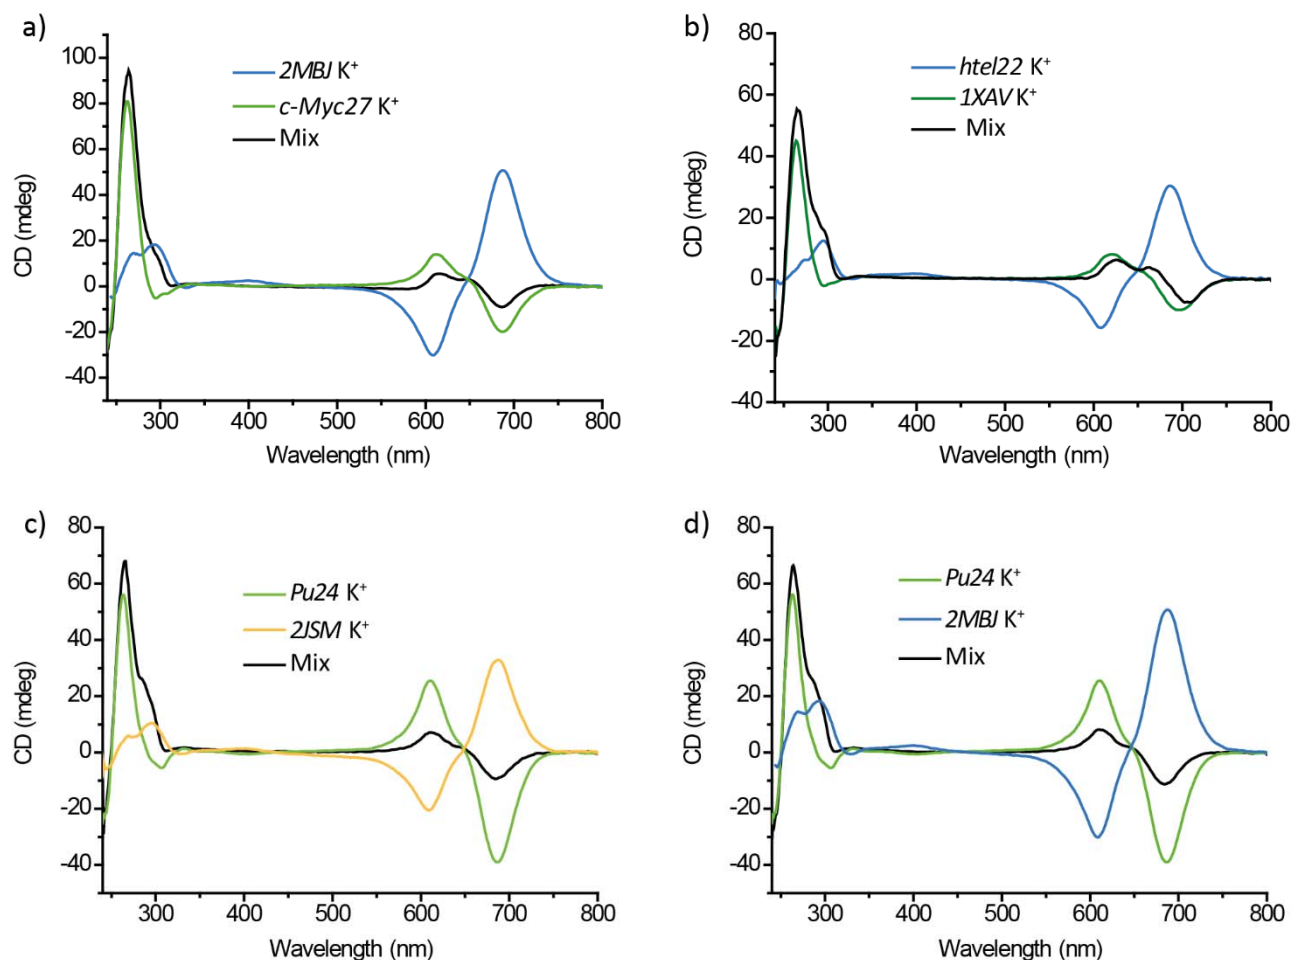 a)
2MBJ K⁺
c-Myc27 K⁺
Mix
CD (mdeg)
100
80
60
40
20
0
-20
-40
300 400 500 600 700 800
Wavelength (nm)
b)
htel22 K⁺
1XAV K⁺
Mix
CD (mdeg)
80
60
40
20
0
-20
-40
300 400 500 600 700 800
Wavelength (nm)
c)
Pu24 K⁺
2JSM K⁺
Mix
CD (mdeg)
80
60
40
20
0
-20
-40
300 400 500 600 700 800
Wavelength (nm)
d)
Pu24 K⁺
2MBJ K⁺
Mix
CD (mdeg)
80
60
40
20
0
-20
-40
300 400 500 600 700 800
Wavelength (nm)